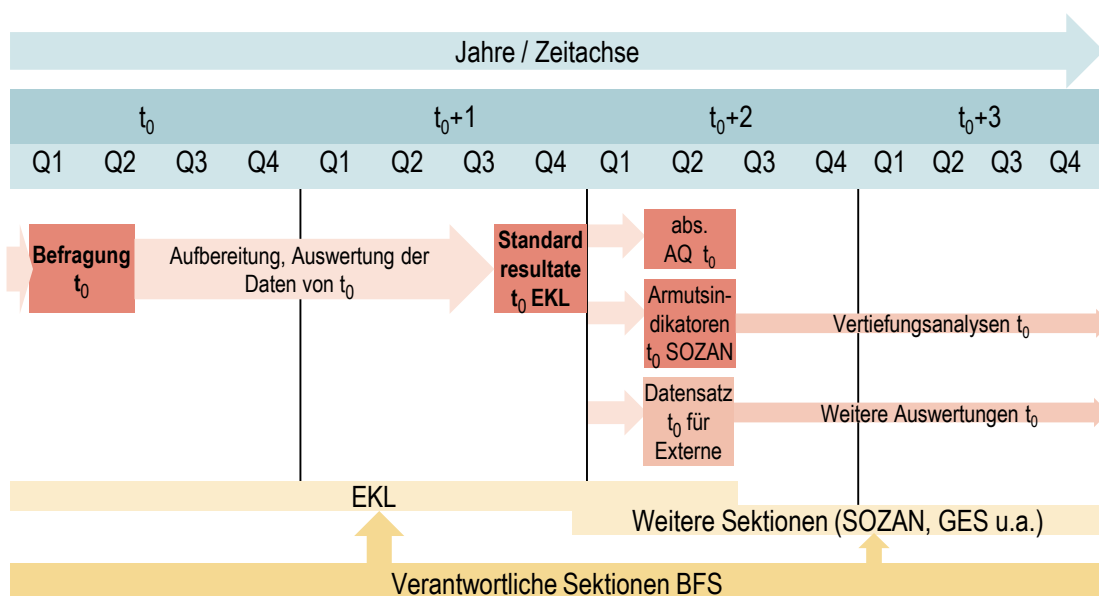 Jahre / Zeitachse
t₀ t₀+1 t₀+2 t₀+3
Q1 Q2 Q3 Q4 Q1 Q2 Q3 Q4 Q1 Q2 Q3 Q4 Q1 Q2 Q3 Q4
Befragung
t₀
Aufbereitung, Auswertung der
Daten von t₀
Standard
resultate
t₀ EKL
abs.
AQ t₀
Armutsin-
dikatoren
t₀ SOZAN
Vertiefungsanalysen t₀
Datensatz
t₀ für
Externe
Weitere Auswertungen t₀
EKL
Weitere Sektionen (SOZAN, GES u.a.)
Verantwortliche Sektionen BFS